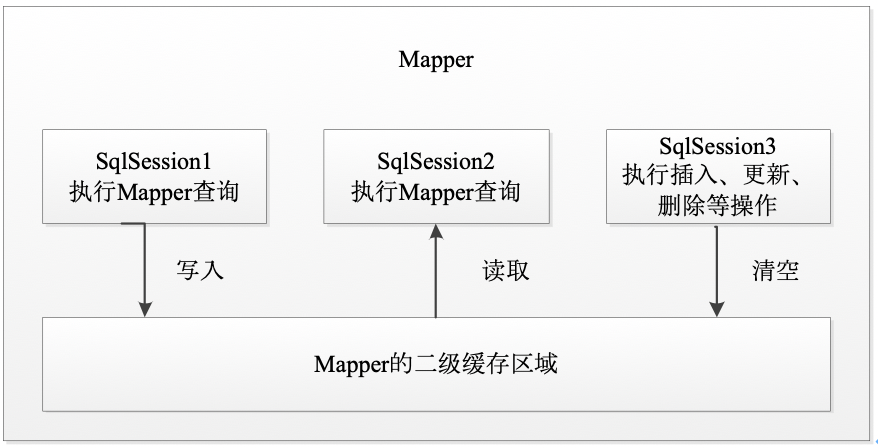 Mapper
SqlSession1
执行Mapper查询
SqlSession2
执行Mapper查询
SqlSession3
执行插入、更新、
删除等操作
写入
读取
清空
Mapper的二级缓存区域